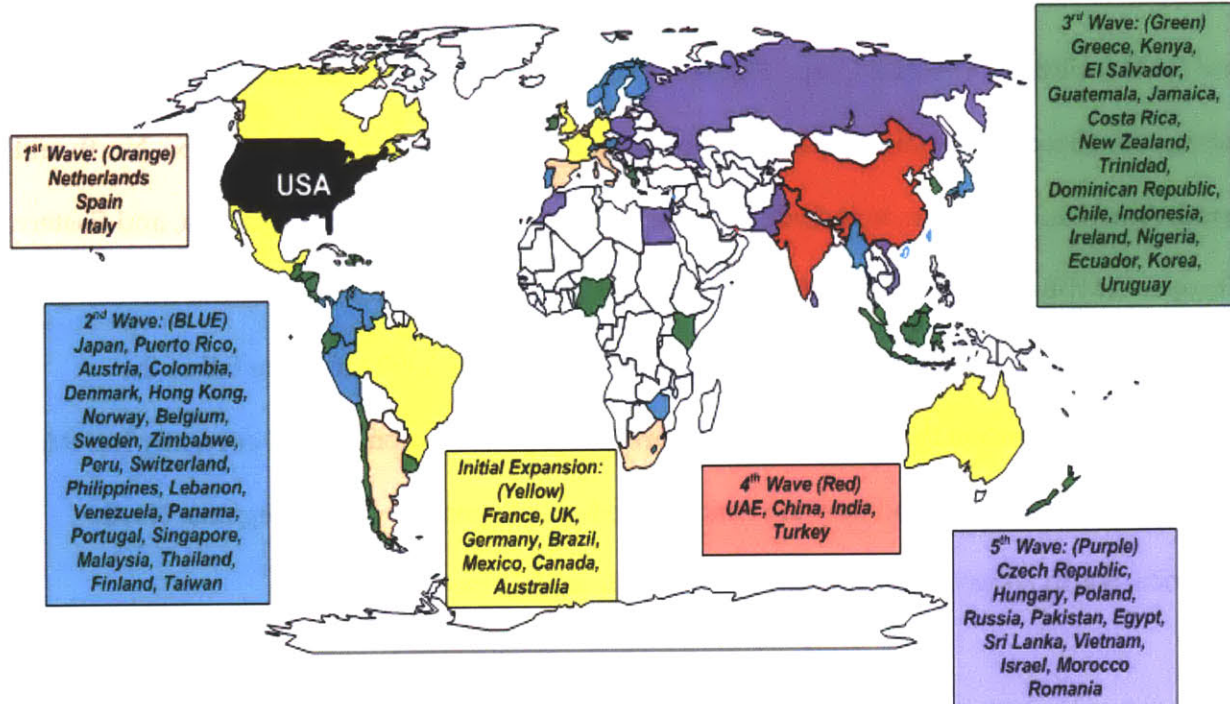 3rd Wave: (Green)
Greece, Kenya,
El Salvador,
Guatemala, Jamaica,
Costa Rica,
New Zealand,
Trinidad,
Dominican Republic,
Chile, Indonesia,
Ireland, Nigeria,
Ecuador, Korea,
Uruguay
1st Wave: (Orange)
Netherlands
Spain
Italy
USA
2nd Wave: (BLUE)
Japan, Puerto Rico,
Austria, Colombia,
Denmark, Hong Kong,
Norway, Belgium,
Sweden, Zimbabwe,
Peru, Switzerland,
Philippines, Lebanon,
Venezuela, Panama,
Portugal, Singapore,
Malaysia, Thailand,
Finland, Taiwan
Initial Expansion:
(Yellow)
France, UK,
Germany, Brazil,
Mexico, Canada,
Australia
4th Wave (Red)
UAE, China, India,
Turkey
5th Wave: (Purple)
Czech Republic,
Hungary, Poland,
Russia, Pakistan, Egypt,
Sri Lanka, Vietnam,
Israel, Morocco
Romania